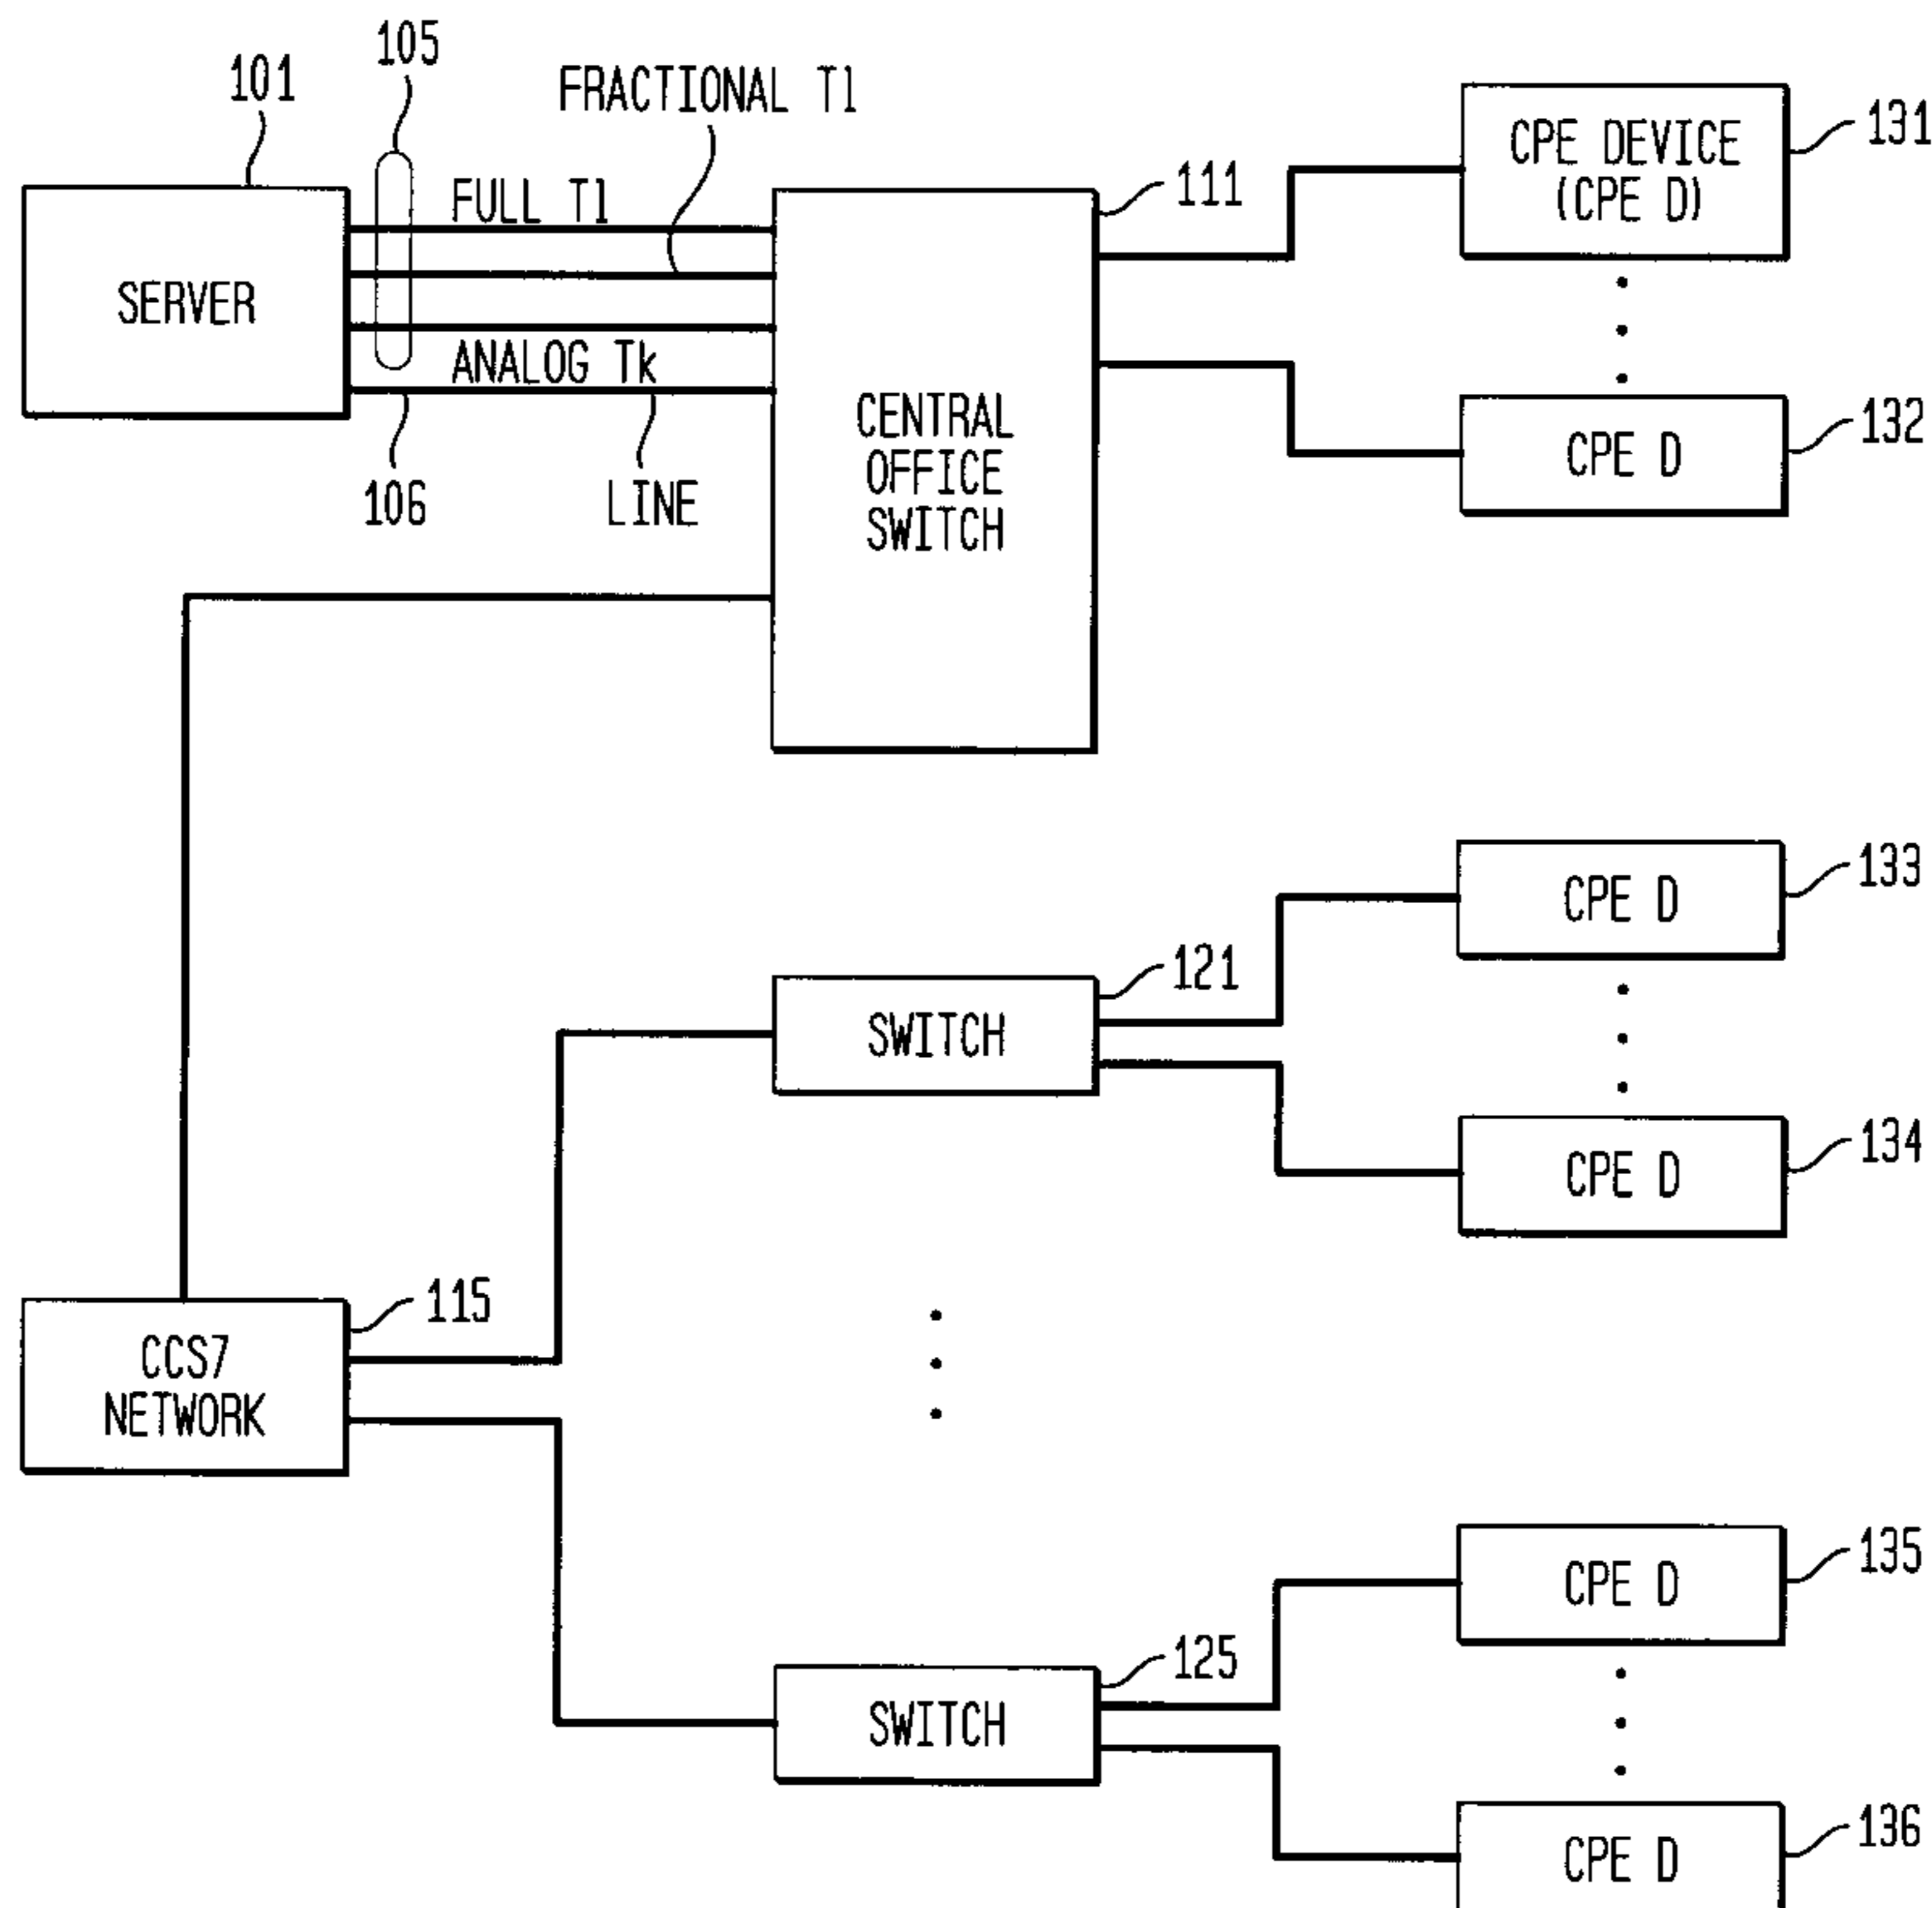 105
101
FRACTIONAL T1
131
CPE DEVICE
(CPE D)
111
FULL T1
SERVER
ANALOG Tk
CENTRAL
OFFICE
SWITCH
132
CPE D
106
LINE
133
CPE D
121
SWITCH
134
CPE D
115
CCS7
NETWORK
135
CPE D
125
SWITCH
136
CPE D